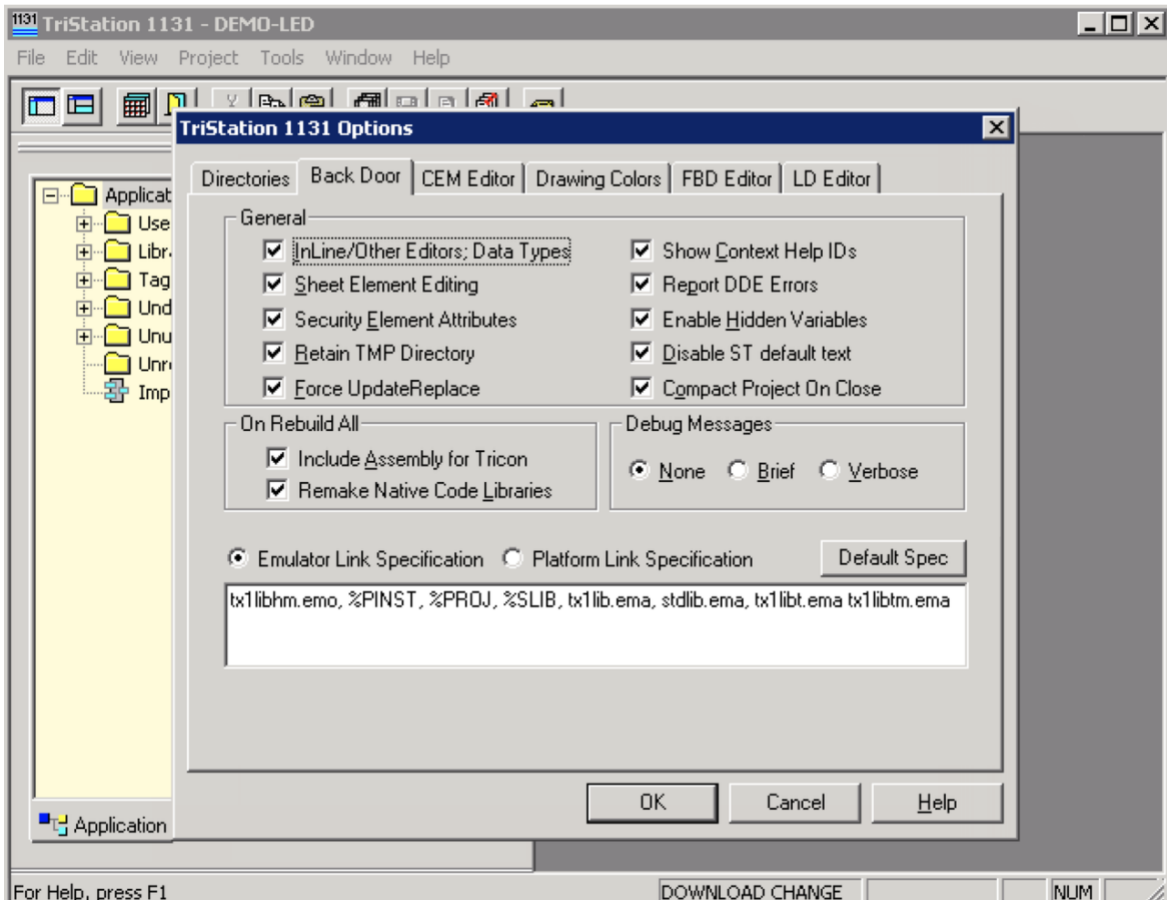 1131 TriStation 1131 - DEMO-LED
File Edit View Project Tools Window Help
TriStation 1131 Options
Directories Back Door CEM Editor Drawing Colors FBD Editor LD Editor
Applicat
Use
Libr
Tag
Und
Unu
Unr
Imp
Application
General
InLine/Other Editors; Data Types
Sheet Element Editing
Security Element Attributes
Retain TMP Directory
Force UpdateReplace
Show Context Help IDs
Report DDE Errors
Enable Hidden Variables
Disable ST default text
Compact Project On Close
On Rebuild All
Include Assembly for Tricon
Remake Native Code Libraries
Debug Messages
None Brief Verbose
Emulator Link Specification Platform Link Specification Default Spec
tx1libhm.emo, %PINST, %PROJ, %SLIB, tx1lib.ema, stdlib.ema, tx1libt.ema tx1libtm.ema
OK Cancel Help
For Help, press F1 DOWNLOAD CHANGE NUM